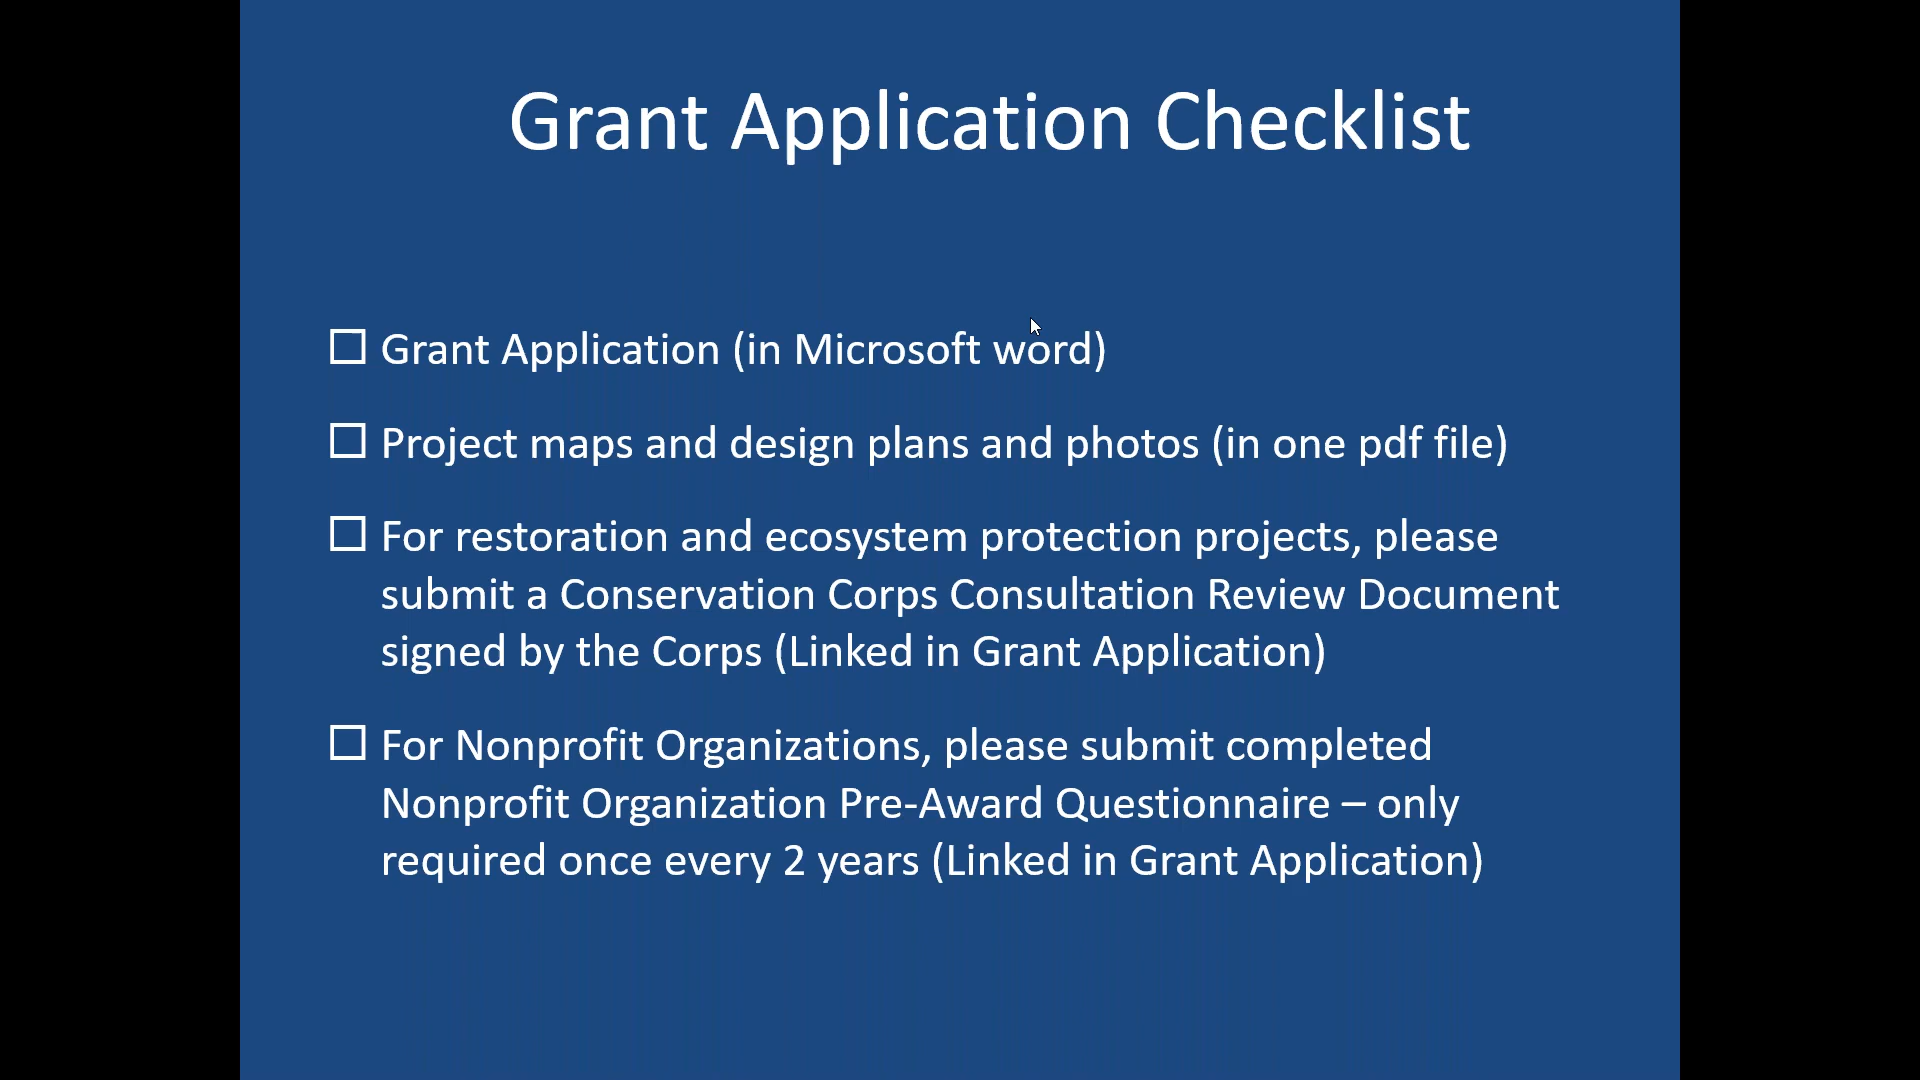 Grant Application Checklist
☐ Grant Application (in Microsoft word)
☐ Project maps and design plans and photos (in one pdf file)
☐ For restoration and ecosystem protection projects, please
submit a Conservation Corps Consultation Review Document
signed by the Corps (Linked in Grant Application)
☐ For Nonprofit Organizations, please submit completed
Nonprofit Organization Pre-Award Questionnaire – only
required once every 2 years (Linked in Grant Application)